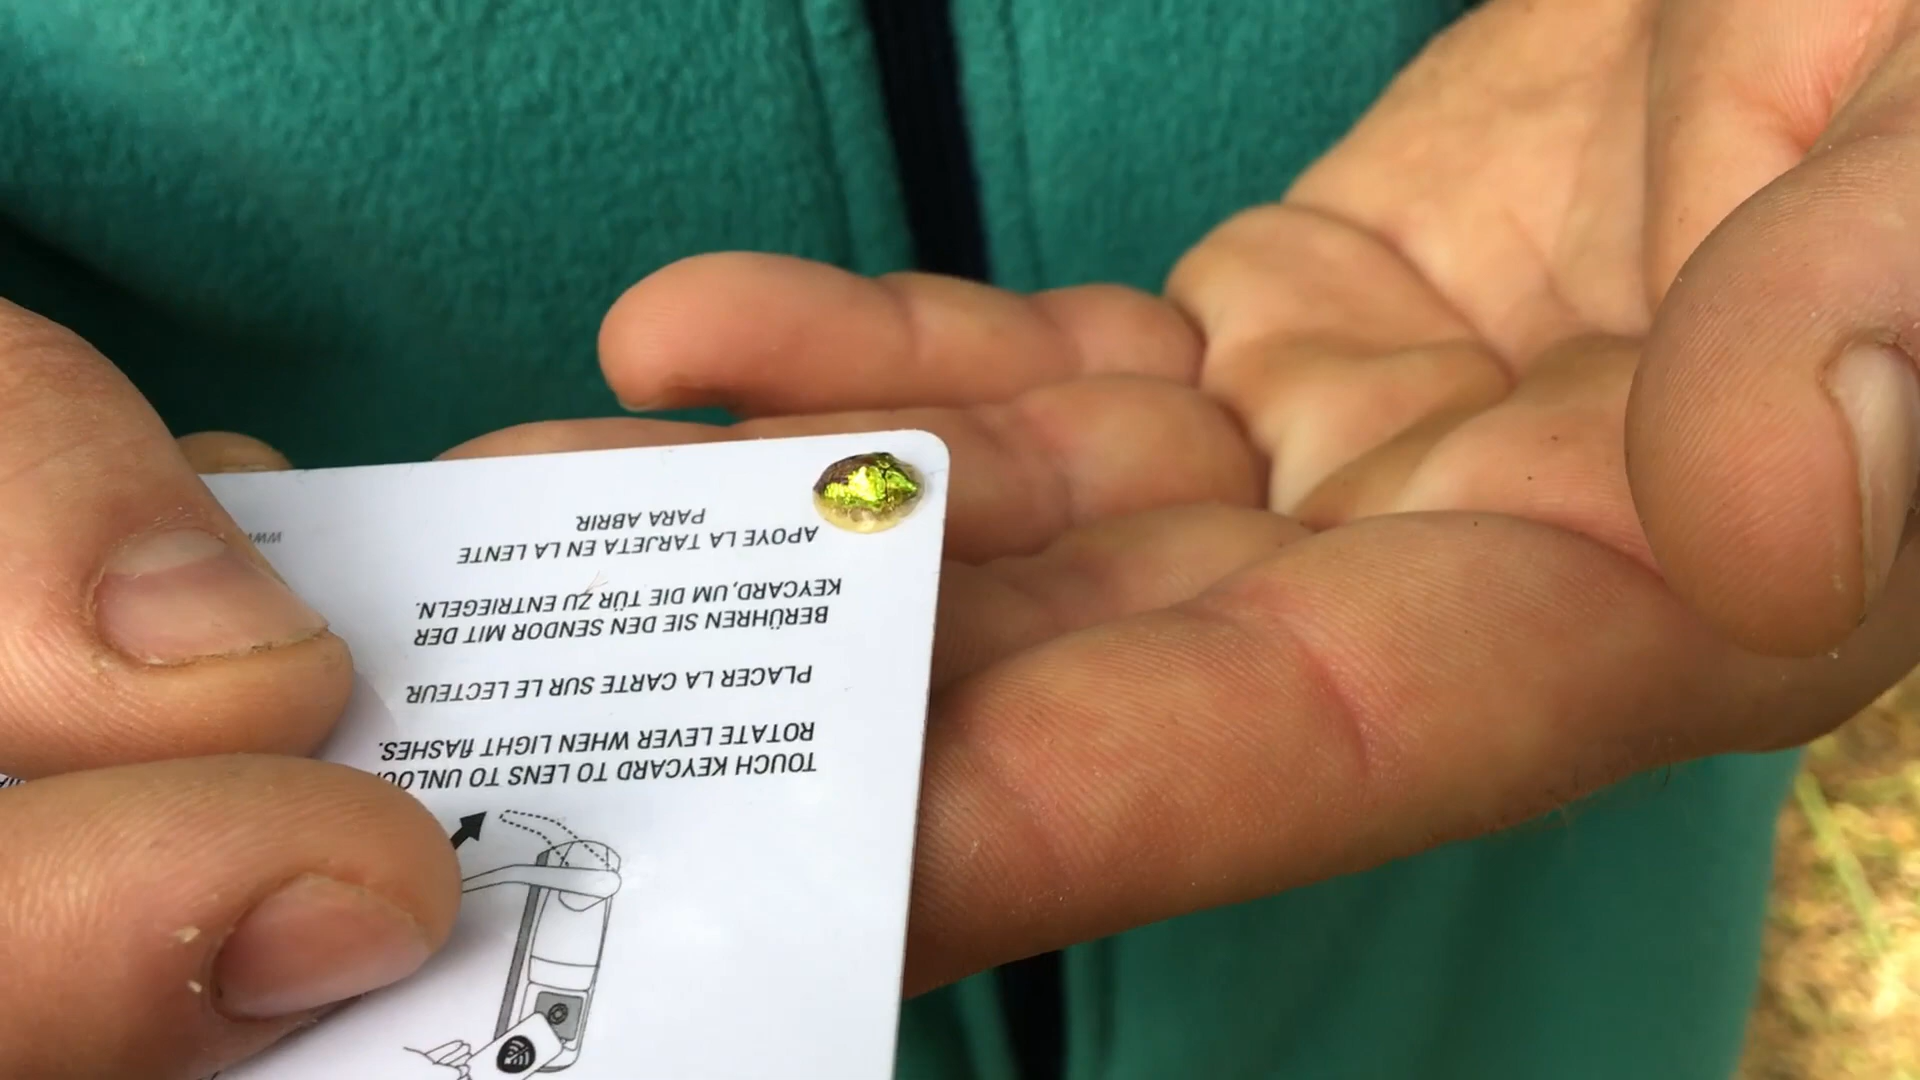 TOUCH KEYCARD TO LENS TO
ROTATE LEVER WHEN LIGHT flASHES.
PLACER LA CARTE SUR LE LECTEUR
BERÜHREN SIE DEN SENDOR MIT DER
KEYCARD, UM DIE TÜR ZU ENTRIEGELN.
APOYE LA TARJETA EN LA LENTE
PARA ABRIR